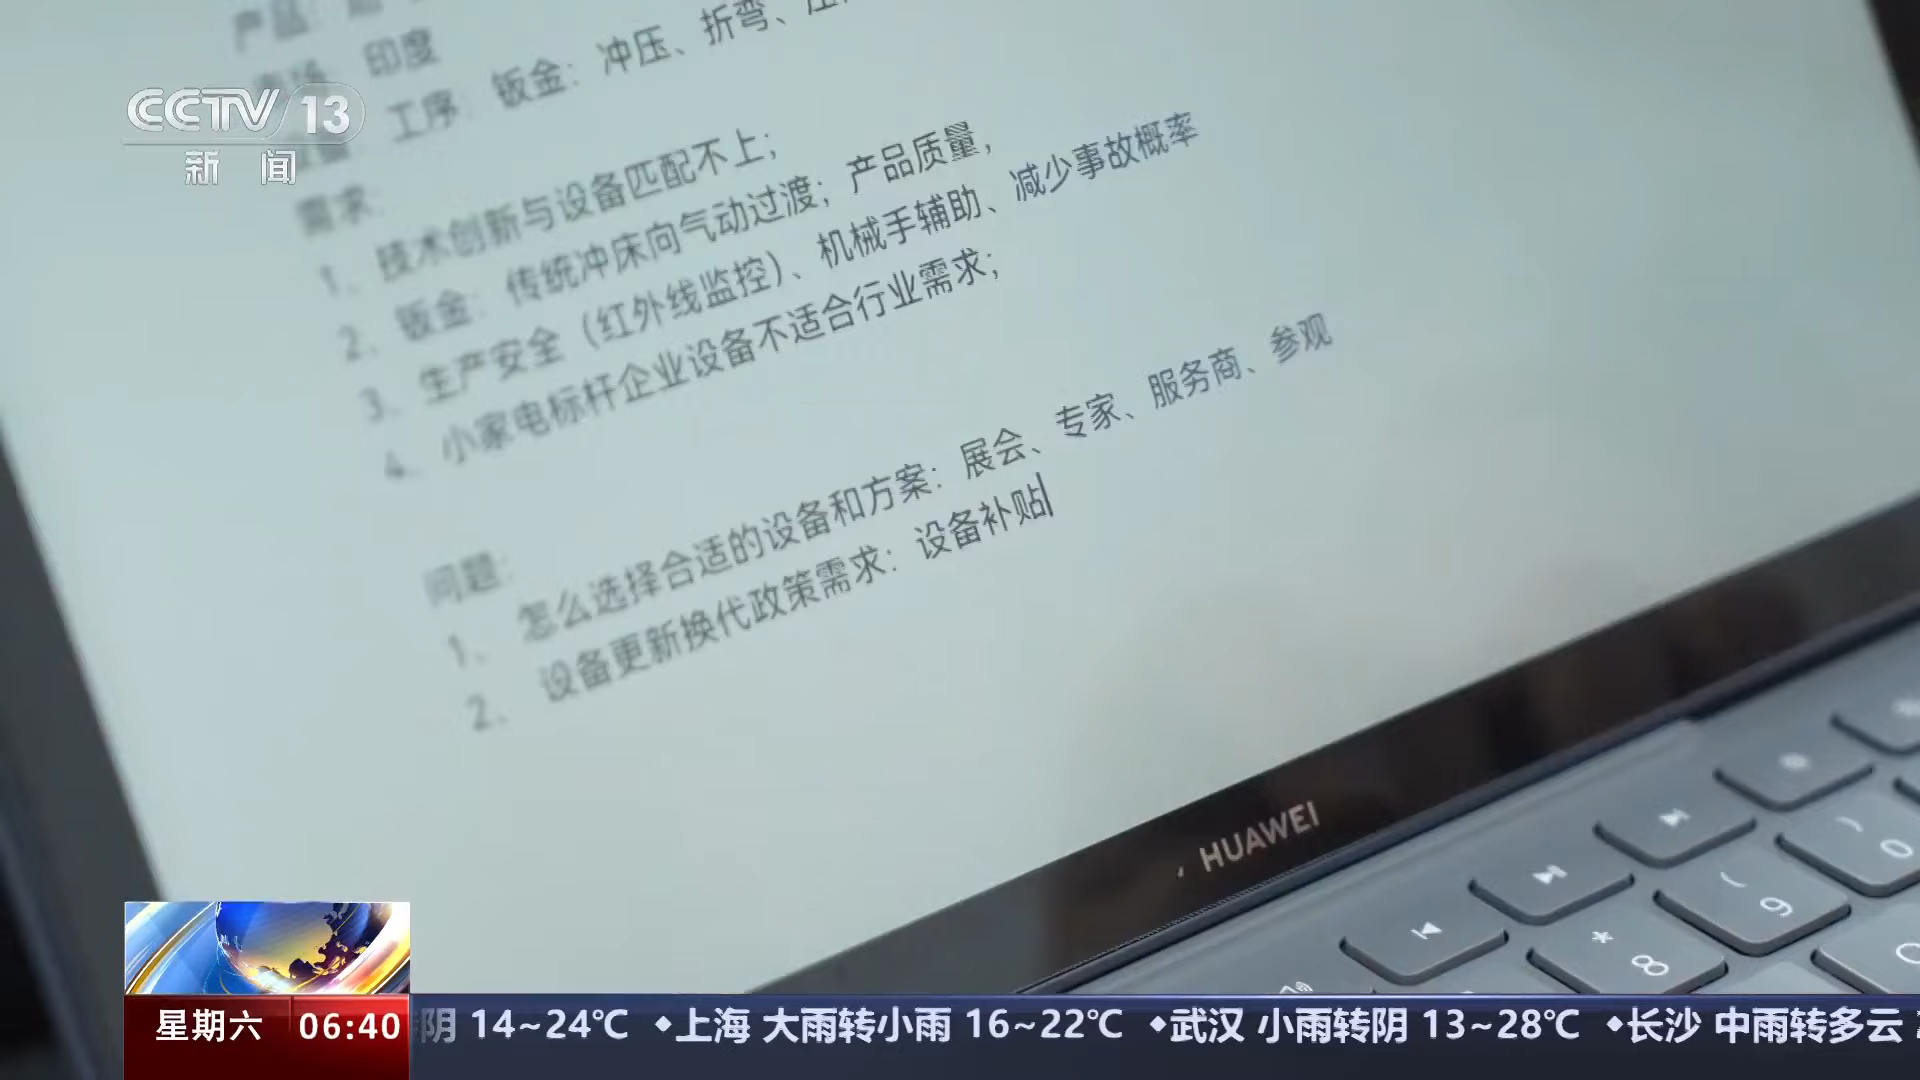 产品：
印度
工序：钣金：冲压、折弯、
需求：
1、技术创新与设备匹配不上；
2、钣金：传统冲床向气动过渡；产品质量，
3、生产安全（红外线监控）、机械手辅助、减少事故概率
4、小家电标杆企业设备不适合行业需求；
问题：
1、怎么选择合适的设备和方案：展会、专家、服务商、参观
2、设备更新换代政策需求：设备补贴
CCTV 13
新闻
HUAWEI
0
9
* 8
星期六 06:40
阴 14~24℃ ◆上海 大雨转小雨 16~22℃ ◆武汉 小雨转阴 13~28℃ ◆长沙 中雨转多云